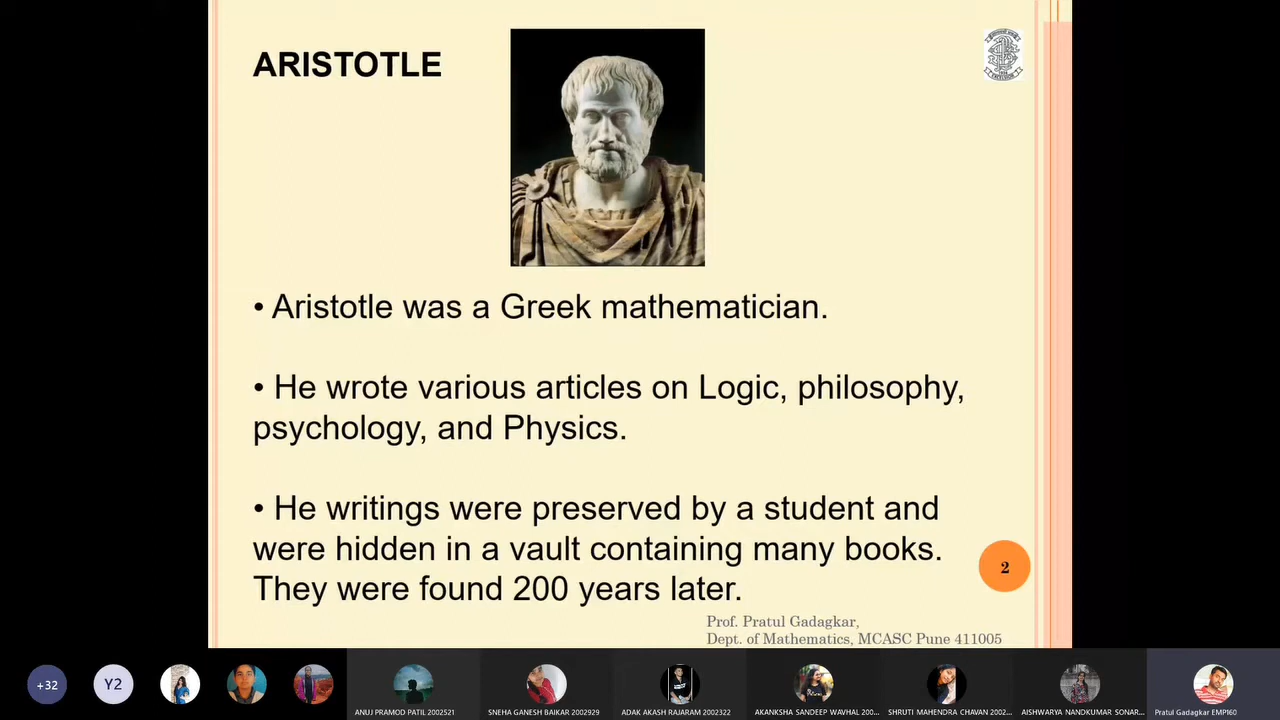 ARISTOTLE
• Aristotle was a Greek mathematician.
• He wrote various articles on Logic, philosophy,
psychology, and Physics.
• He writings were preserved by a student and
were hidden in a vault containing many books.
They were found 200 years later.
2
Prof. Pratul Gadagkar,
Dept. of Mathematics, MCASC Pune 411005
+32
Y2
ANUJ PRAMOD PATIL 2002521
SNEHA GANESH BAIKAR 2002929
ADAK AKASH RAJARAM 2002322
AKANKSHA SANDEEP WAVHAL 200...
SHRUTI MAHENDRA CHAVAN 2002...
AISHWARYA NANDKUMAR SONAR...
Pratul Gadagkar EMP160